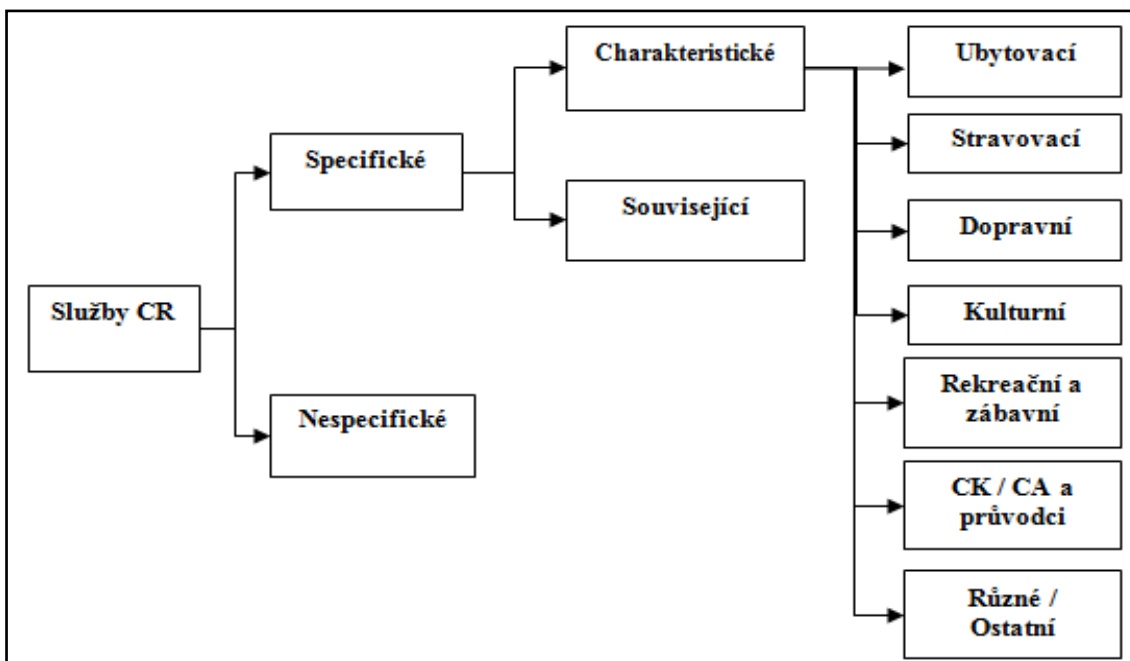 Služby CR
Specifické
Nespecifické
Charakteristické
Související
Ubytovací
Stravovací
Dopravní
Kulturní
Rekreační a
zábavní
CK / CA a
průvodci
Různé /
Ostatní